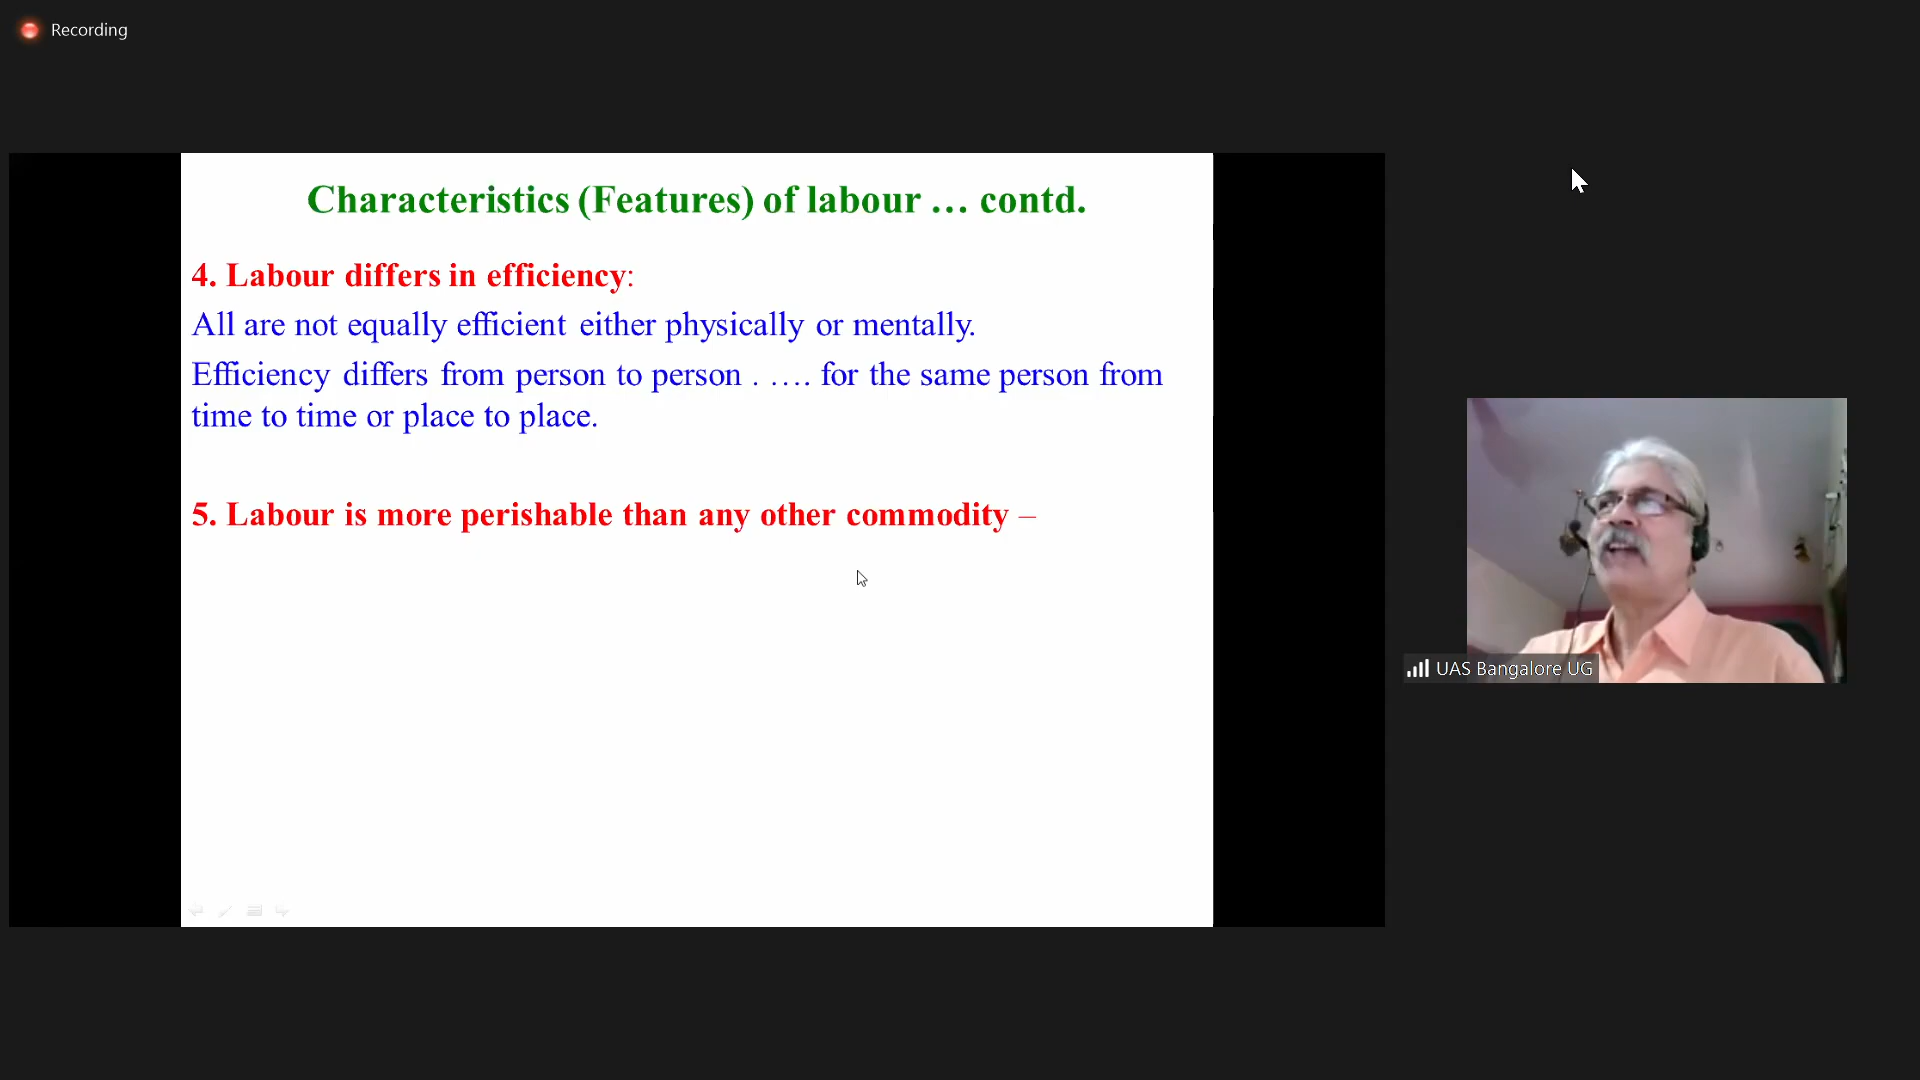 Recording
Characteristics (Features) of labour … contd.
4. Labour differs in efficiency:
All are not equally efficient either physically or mentally.
Efficiency differs from person to person . …. for the same person from
time to time or place to place.
5. Labour is more perishable than any other commodity –
UAS Bangalore UG